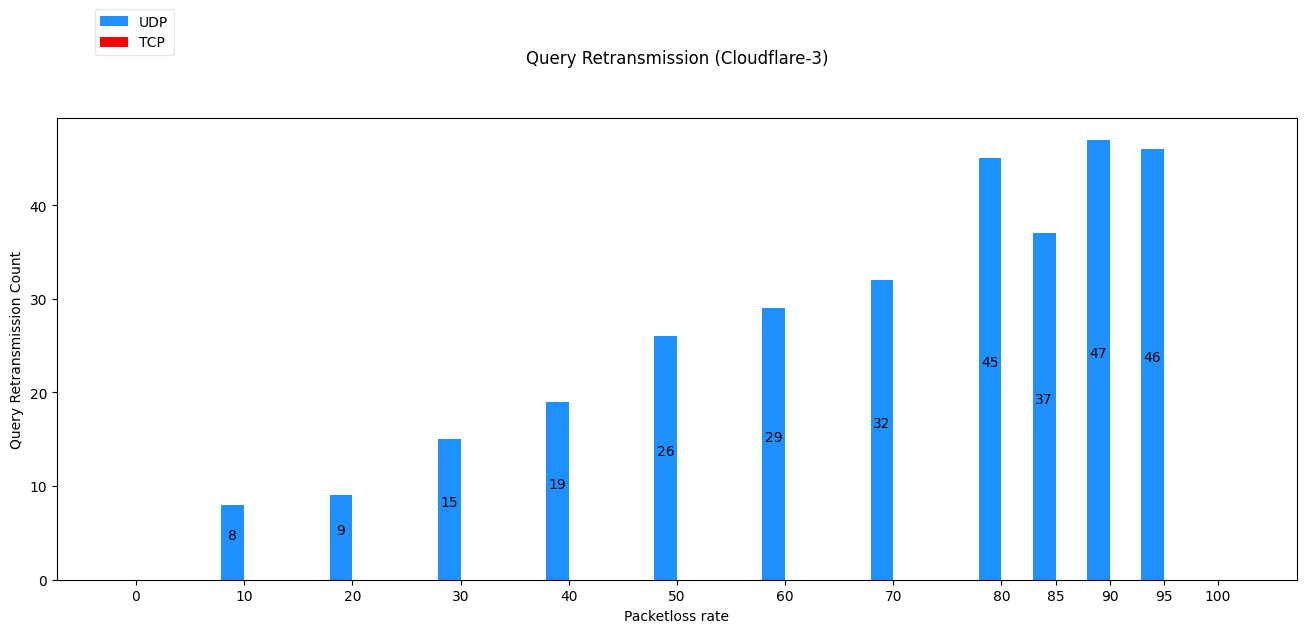 UDP
TCP
Query Retransmission (Cloudflare-3)
Query Retransmission Count
40
30
20
10
0
8
9
15
19
26
29
32
45
37
47
46
0 10 20 30 40 50 60 70 80 85 90 95 100
Packetloss rate